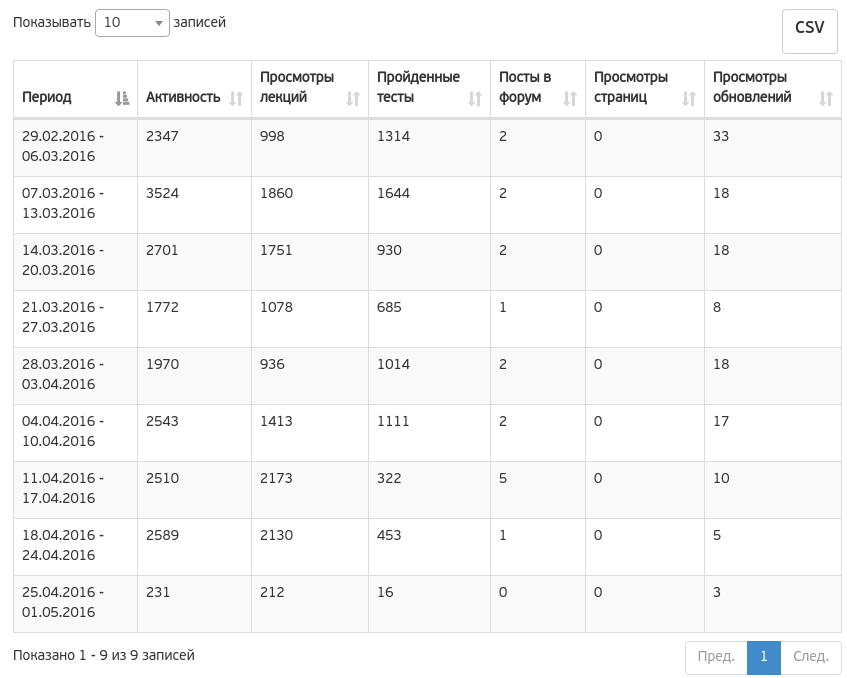 Показывать 10 записей CSV
Просмотры Пройденные Посты в Просмотры Просмотры
Период Активность лекций тесты форум страниц обновлений
29.02.2016 - 2347 998 1314 2 0 33
06.03.2016
07.03.2016 - 3524 1860 1644 2 0 18
13.03.2016
14.03.2016 - 2701 1751 930 2 0 18
20.03.2016
21.03.2016 - 1772 1078 685 1 0 8
27.03.2016
28.03.2016 - 1970 936 1014 2 0 18
03.04.2016
04.04.2016 - 2543 1413 1111 2 0 17
10.04.2016
11.04.2016 - 2510 2173 322 5 0 10
17.04.2016
18.04.2016 - 2589 2130 453 1 0 5
24.04.2016
25.04.2016 - 231 212 16 0 0 3
01.05.2016
Показано 1 - 9 из 9 записей Пред. 1 След.